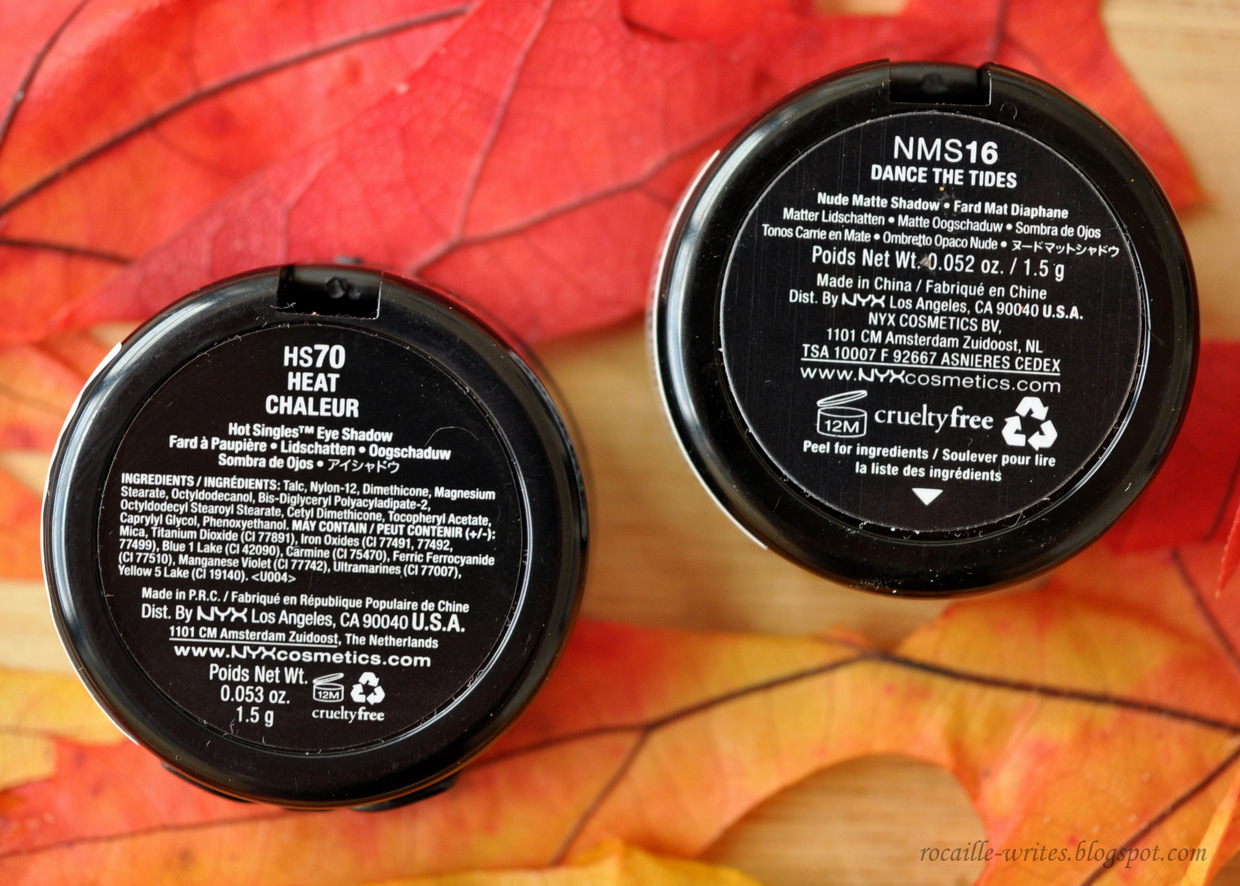 HS70
HEAT
CHALEUR
Hot Singles™ Eye Shadow
Fard à Paupière • Lidschatten • Oogschaduw
Sombra de Ojos • アイシャドウ
INGREDIENTS / INGRÉDIENTS: Talc, Nylon-12, Dimethicone, Magnesium
Stearate, Octyldodecanol, Bis-Diglyceryl Polyacyladipate-2,
Octyldodecyl Stearoyl Stearate, Cetyl Dimethicone, Tocopheryl Acetate,
Caprylyl Glycol, Phenoxyethanol. MAY CONTAIN / PEUT CONTENIR (+/-):
Mica, Titanium Dioxide (CI 77891), Iron Oxides (CI 77491, 77492,
77499), Blue 1 Lake (CI 42090), Carmine (CI 75470), Ferric Ferrocyanide
(CI 77510), Manganese Violet (CI 77742), Ultramarines (CI 77007),
Yellow 5 Lake (CI 19140). <U004>
Made in P.R.C. / Fabriqué en République Populaire de Chine
Dist. By NYX Los Angeles, CA 90040 U.S.A.
1101 CM Amsterdam Zuidoost, The Netherlands
www.NYXcosmetics.com
Poids Net Wt.
0.053 oz.
1.5 g
12M
crueltyfree
NMS16
DANCE THE TIDES
Nude Matte Shadow • Fard Mat Diaphane
Matter Lidschatten • Matte Oogschaduw • Sombra de Ojos
Tonos Carne en Mate • Ombretto Opaco Nude • ヌードマットシャドウ
Poids Net Wt. 0.052 oz. / 1.5 g
Made in China / Fabriqué en Chine
Dist. By NYX Los Angeles, CA 90040 U.S.A.
NYX COSMETICS BV,
1101 CM Amsterdam Zuidoost, NL
TSA 10007 F 92667 ASNIERES CEDEX
www.NYXcosmetics.com
12M crueltyfree
Peel for ingredients / Soulever pour lire
la liste des ingrédients
rocaille-writes.blogspot.com